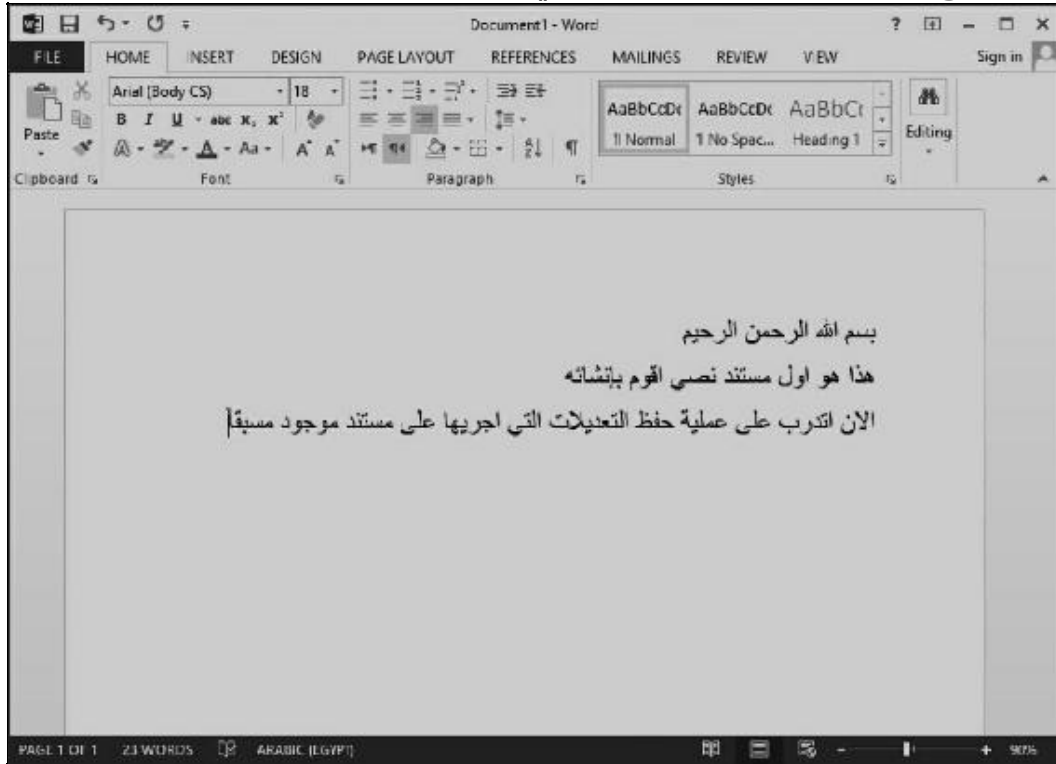 Document1 - Word
Sign in
FILE HOME INSERT DESIGN PAGE LAYOUT REFERENCES MAILINGS REVIEW VIEW
Arial (Body CS) 18
Paste
B I U abc X, X²
Aa A A
AaBbCcDc AaBbCcDc AaBbCc
¶ Normal ¶ No Spac... Heading 1
Editing
Clipboard Font Paragraph Styles
بسم الله الرحمن الرحيم
هذا هو اول مستند نصي اقوم بإنشائه
الان اتدرب على عملية حفظ التعديلات التي اجريها على مستند موجود مسبقاً
PAGE 1 OF 1 23 WORDS ARABIC (EGYPT) 90%